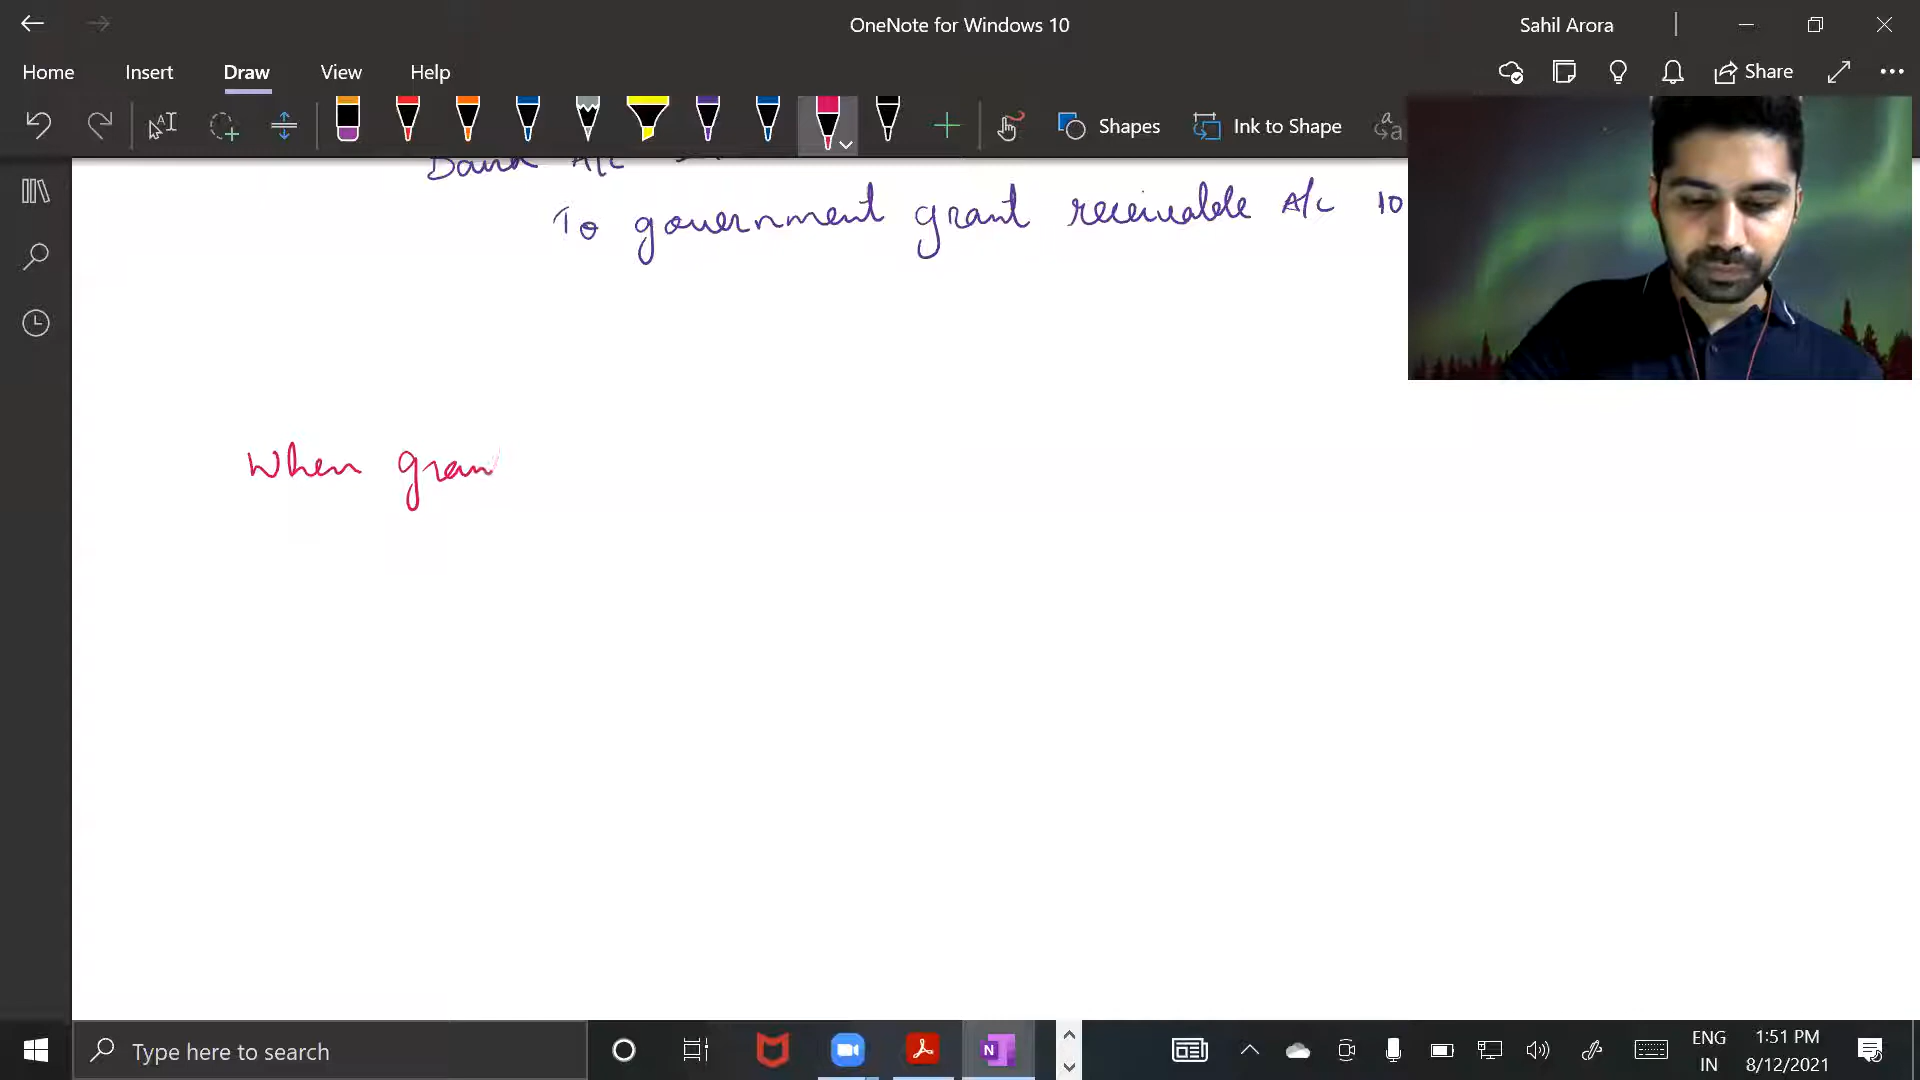 OneNote for Windows 10
Sahil Arora
Home Insert Draw View Help
Share
Shapes
Ink to Shape
Bank A/c
To government grant receivable A/c 10
When gran
Type here to search
ENG
IN
1:51 PM
8/12/2021